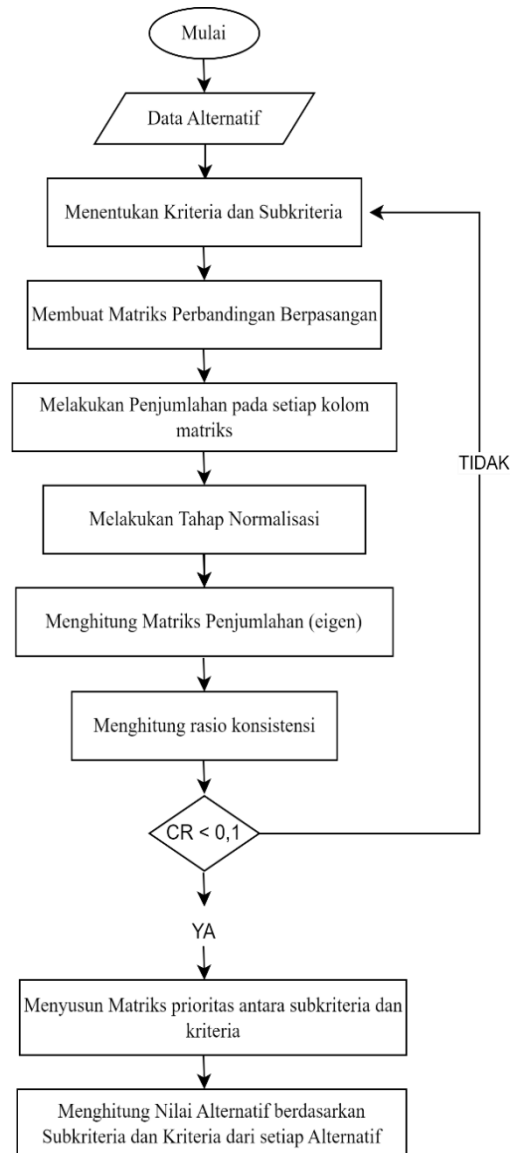 Mulai
Data Alternatif
Menentukan Kriteria dan Subkriteria
Membuat Matriks Perbandingan Berpasangan
Melakukan Penjumlahan pada setiap kolom
matriks
TIDAK
Melakukan Tahap Normalisasi
Menghitung Matriks Penjumlahan (eigen)
Menghitung rasio konsistensi
CR < 0,1
YA
Menyusun Matriks prioritas antara subkriteria dan
kriteria
Menghitung Nilai Alternatif berdasarkan
Subkriteria dan Kriteria dari setiap Alternatif